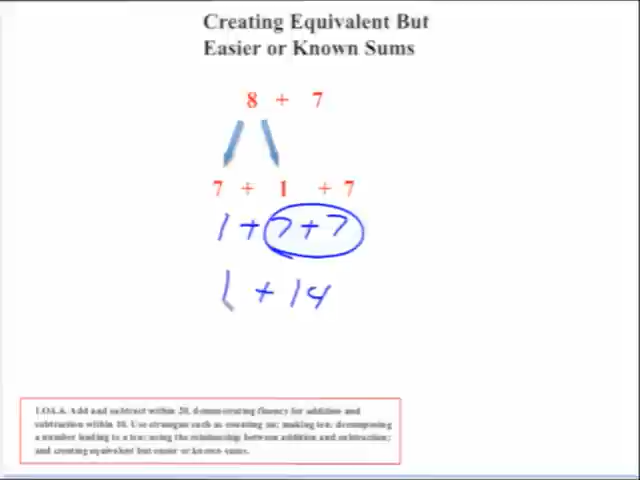 Creating Equivalent But
Easier or Known Sums
8 + 7
7 + 1 + 7
1 + 7 + 7
1 + 14
1.OA.6. Add and subtract within 20, demonstrating fluency for addition and
subtraction within 10. Use strategies such as counting on; making ten; decomposing
a number leading to a ten; using the relationship between addition and subtraction;
and creating equivalent but easier or known sums.